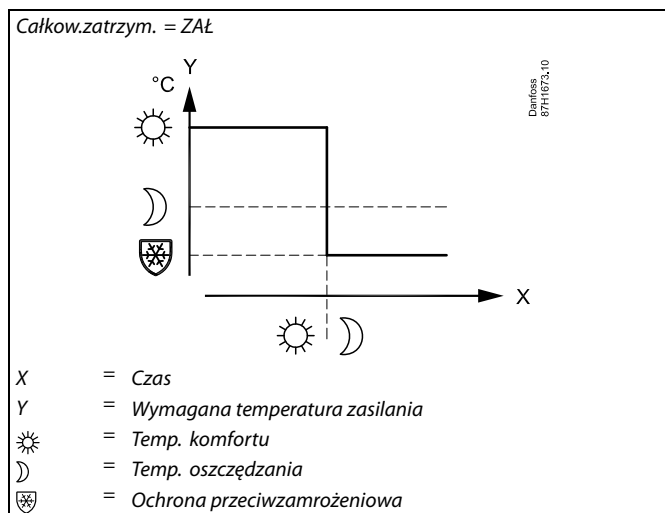 Całkow.zatrzym. = ZAŁ
Y
°C
Danfoss
87H1673.10
X
X = Czas
Y = Wymagana temperatura zasilania
= Temp. komfortu
= Temp. oszczędzania
= Ochrona przeciwzamrożeniowa